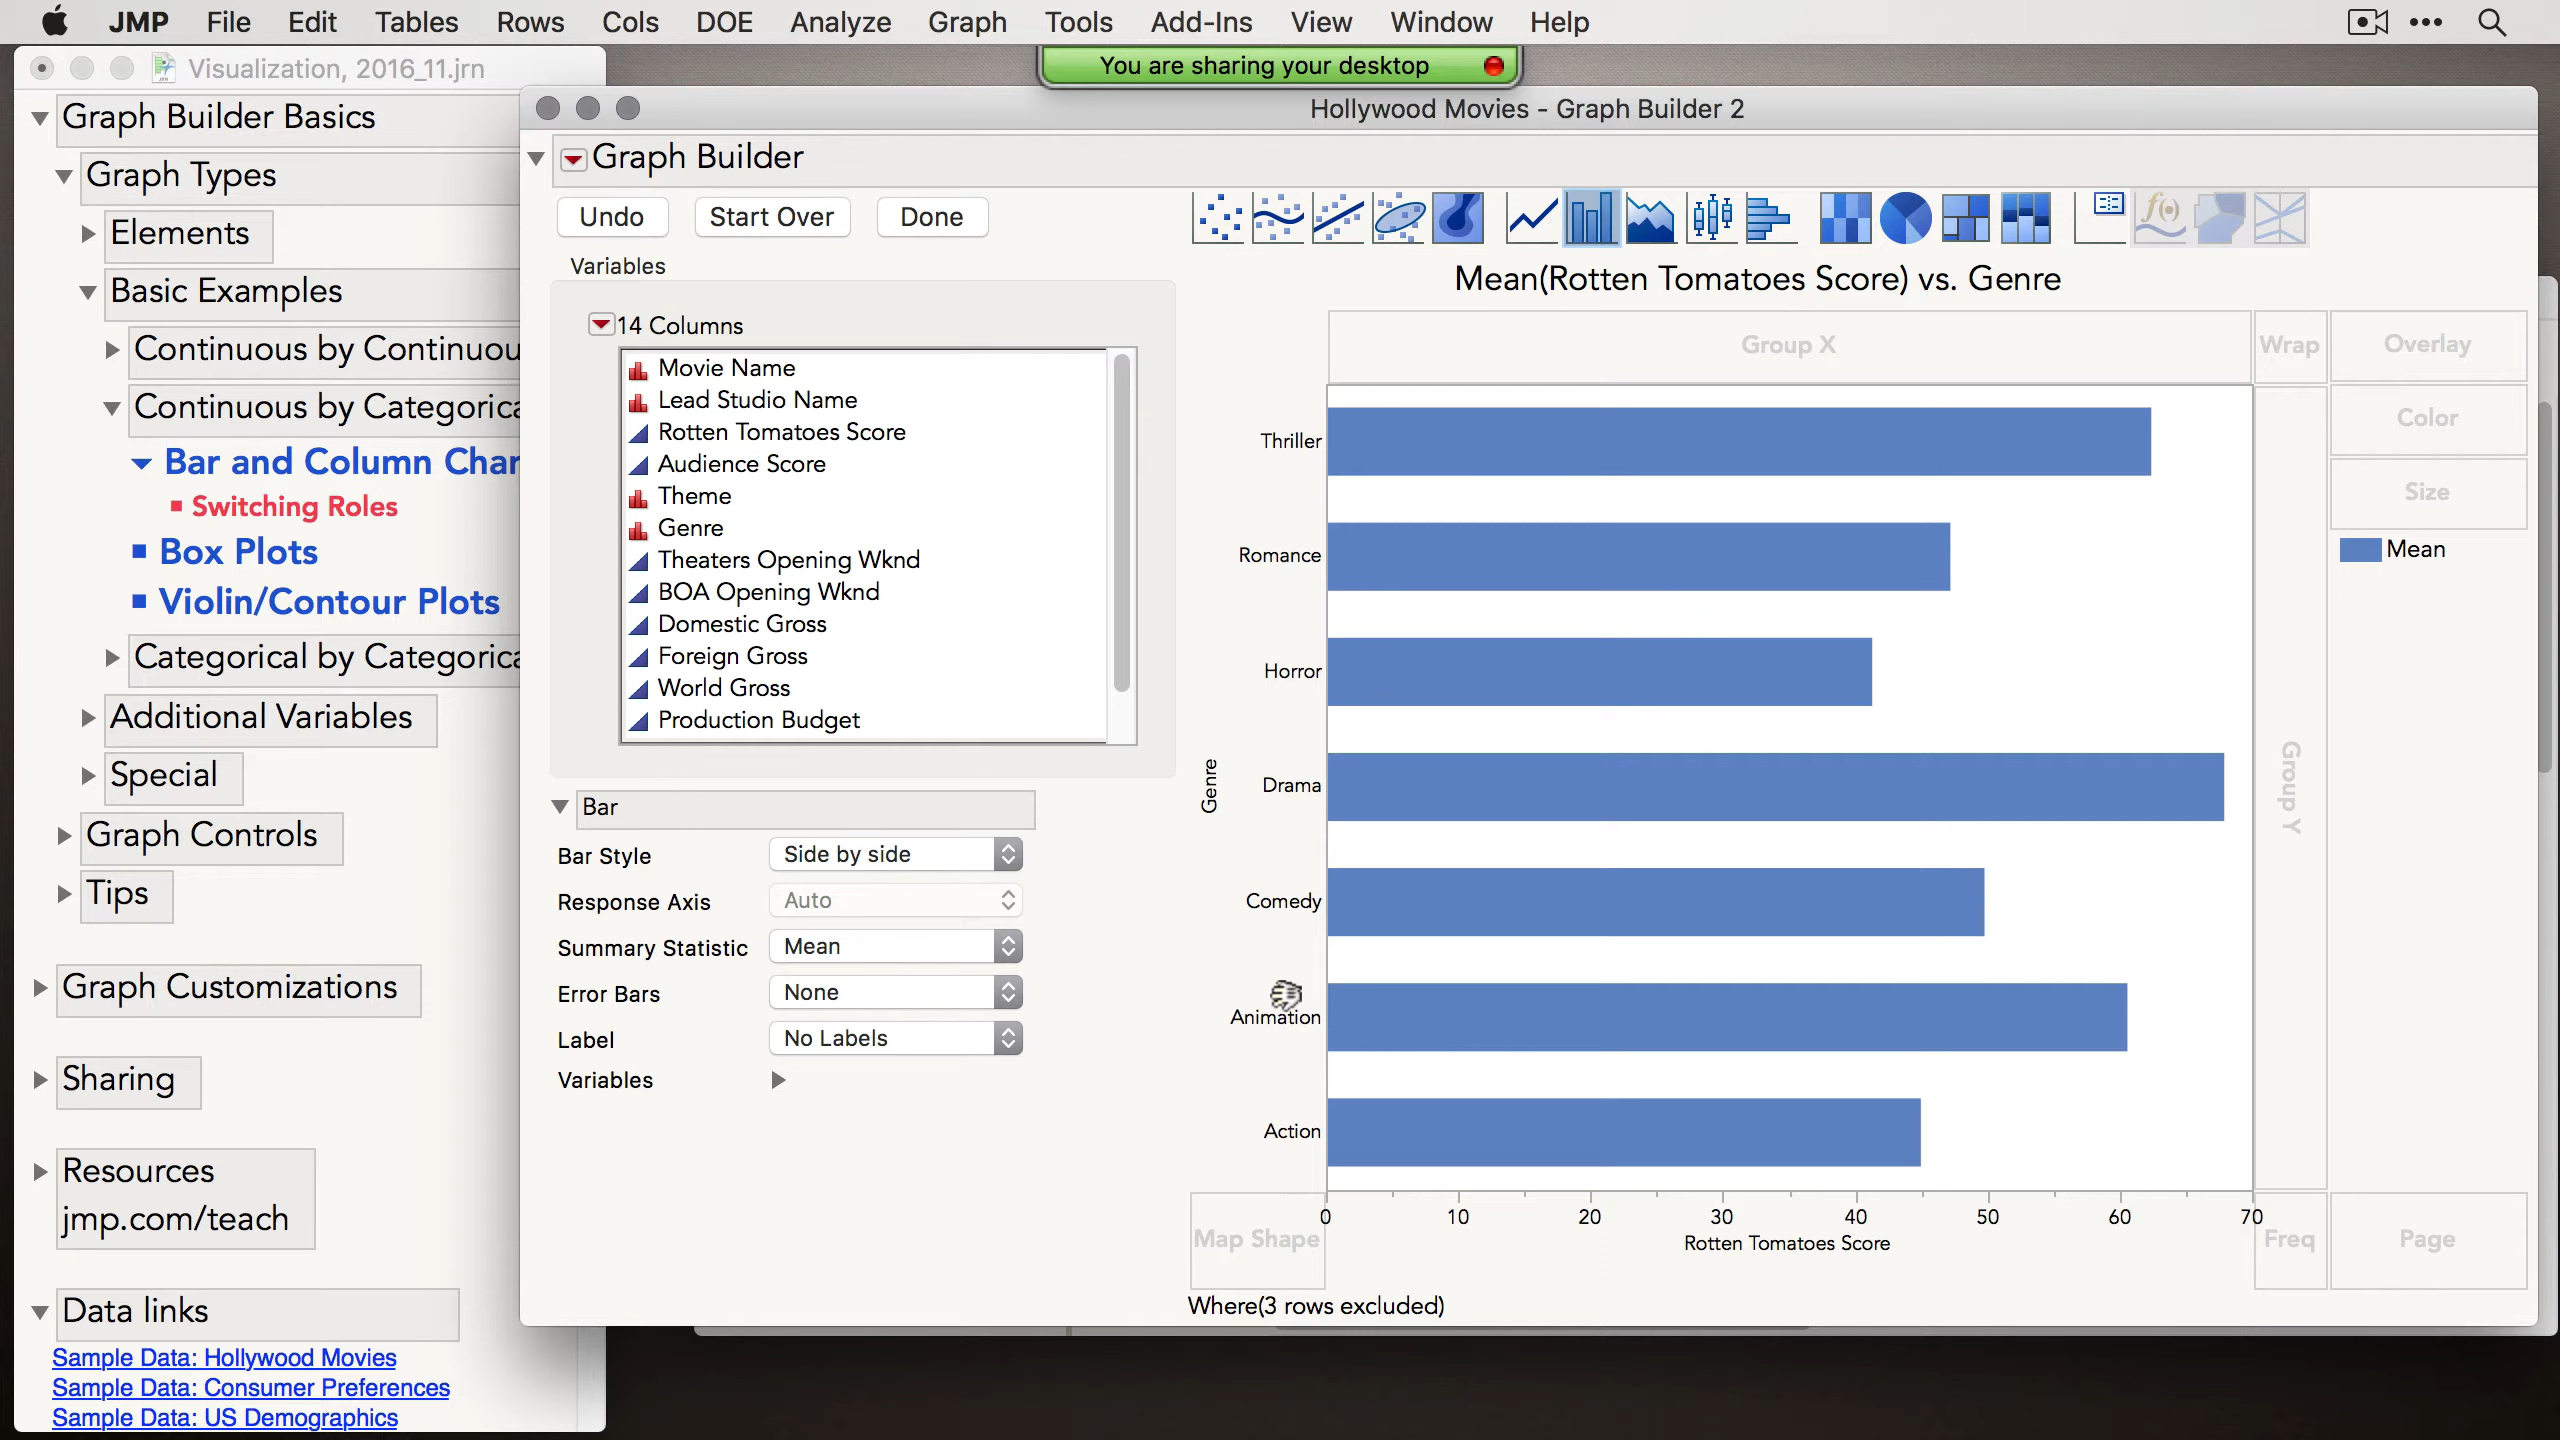 JMP File Edit Tables Rows Cols DOE Analyze Graph Tools Add-Ins View Window Help
You are sharing your desktop
Visualization, 2016_11.jrn
Graph Builder Basics
Graph Types
Elements
Basic Examples
Continuous by Continuou
Continuous by Categorica
Bar and Column Char
Switching Roles
Box Plots
Violin/Contour Plots
Categorical by Categorica
Additional Variables
Special
Graph Controls
Tips
Graph Customizations
Sharing
Resources
jmp.com/teach
Data links
Sample Data: Hollywood Movies
Sample Data: Consumer Preferences
Sample Data: US Demographics
Hollywood Movies - Graph Builder 2
Graph Builder
Undo Start Over Done
Variables
14 Columns
Movie Name
Lead Studio Name
Rotten Tomatoes Score
Audience Score
Theme
Genre
Theaters Opening Wknd
BOA Opening Wknd
Domestic Gross
Foreign Gross
World Gross
Production Budget
Bar
Bar Style Side by side
Response Axis Auto
Summary Statistic Mean
Error Bars None
Label No Labels
Variables
Mean(Rotten Tomatoes Score) vs. Genre
Group X Wrap Overlay
Color
Size
Mean
Thriller
Romance
Horror
Drama
Comedy
Animation
Action
Genre
Group Y
0 10 20 30 40 50 60 70
Rotten Tomatoes Score
Map Shape Freq Page
Where(3 rows excluded)